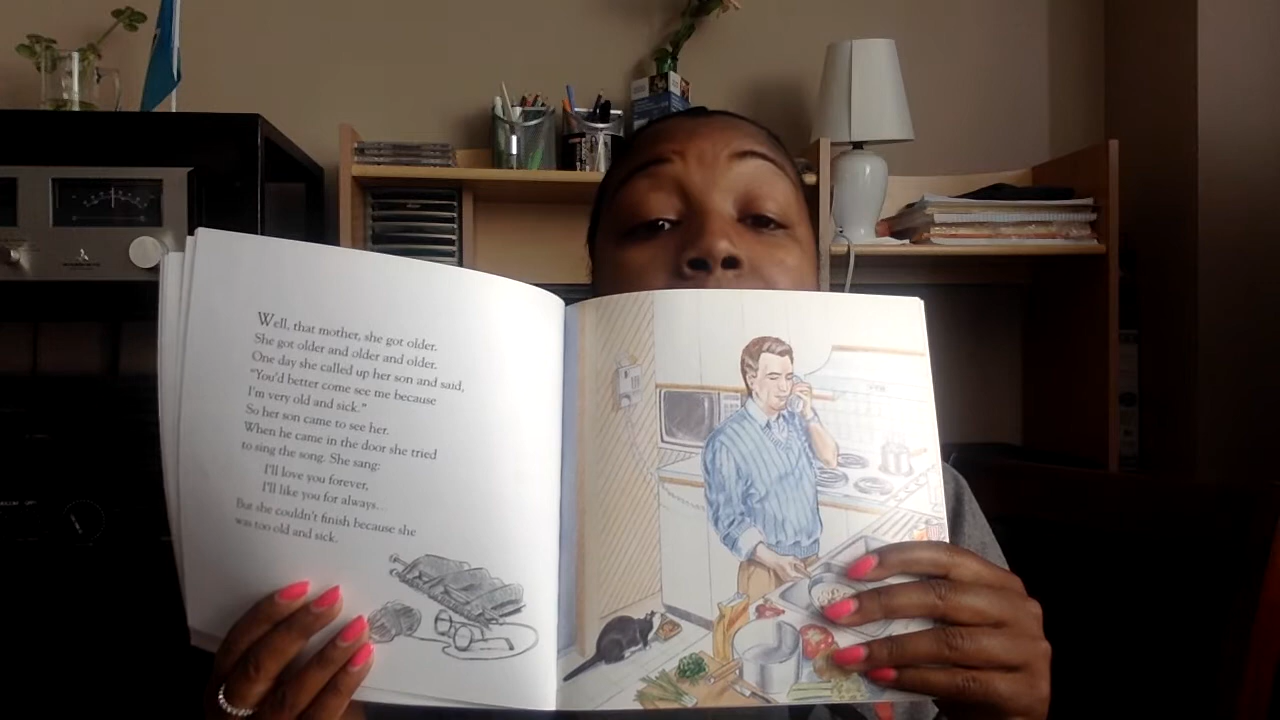 Well, that mother, she got older.
She got older and older and older.
One day she called up her son and said,
"You'd better come see me because
I'm very old and sick."
So her son came to see her.
When he came in the door she tried
to sing the song. She sang:
I'll love you forever,
I'll like you for always...
But she couldn't finish because she
was too old and sick.